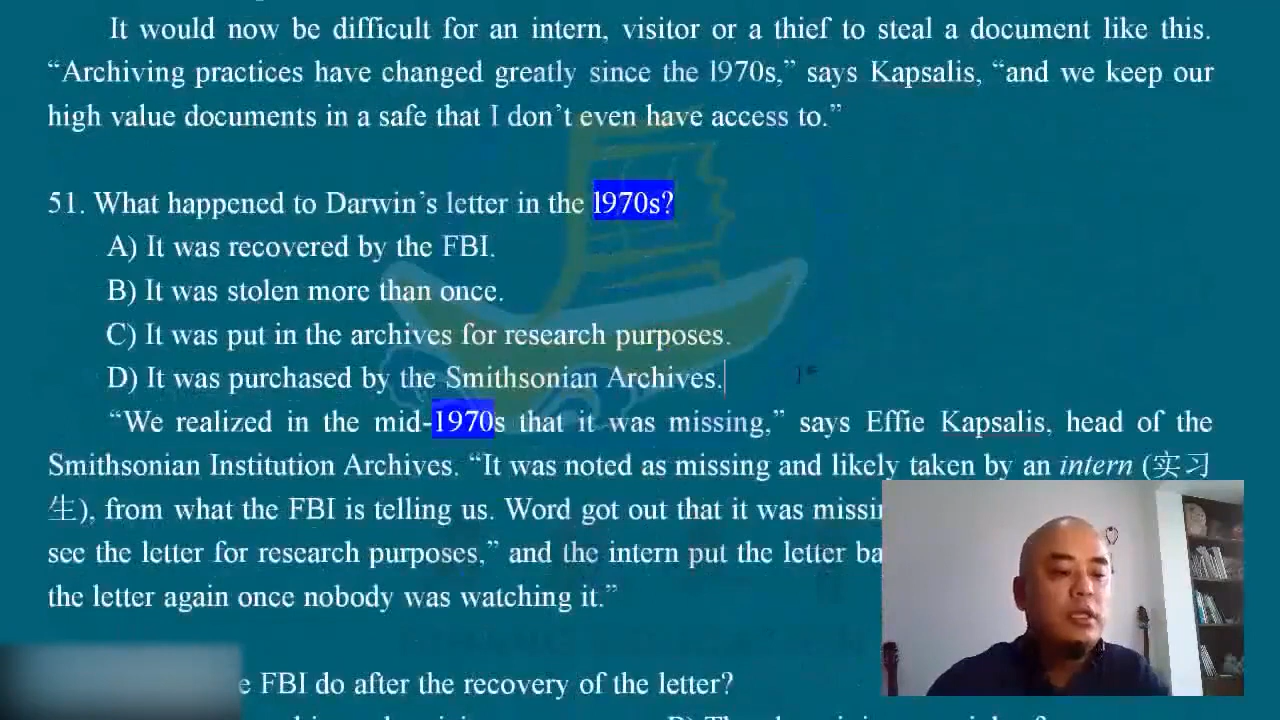 It would now be difficult for an intern, visitor or a thief to steal a document like this.
“Archiving practices have changed greatly since the 1970s,” says Kapsalis, “and we keep our
high value documents in a safe that I don’t even have access to.”
51. What happened to Darwin’s letter in the 1970s?
A) It was recovered by the FBI.
B) It was stolen more than once.
C) It was put in the archives for research purposes.
D) It was purchased by the Smithsonian Archives.
“We realized in the mid-1970s that it was missing,” says Effie Kapsalis, head of the
Smithsonian Institution Archives. “It was noted as missing and likely taken by an intern (实习
生), from what the FBI is telling us. Word got out that it was
see the letter for research purposes,” and the intern put the letter
the letter again once nobody was watching it.”
FBI do after the recovery of the letter?